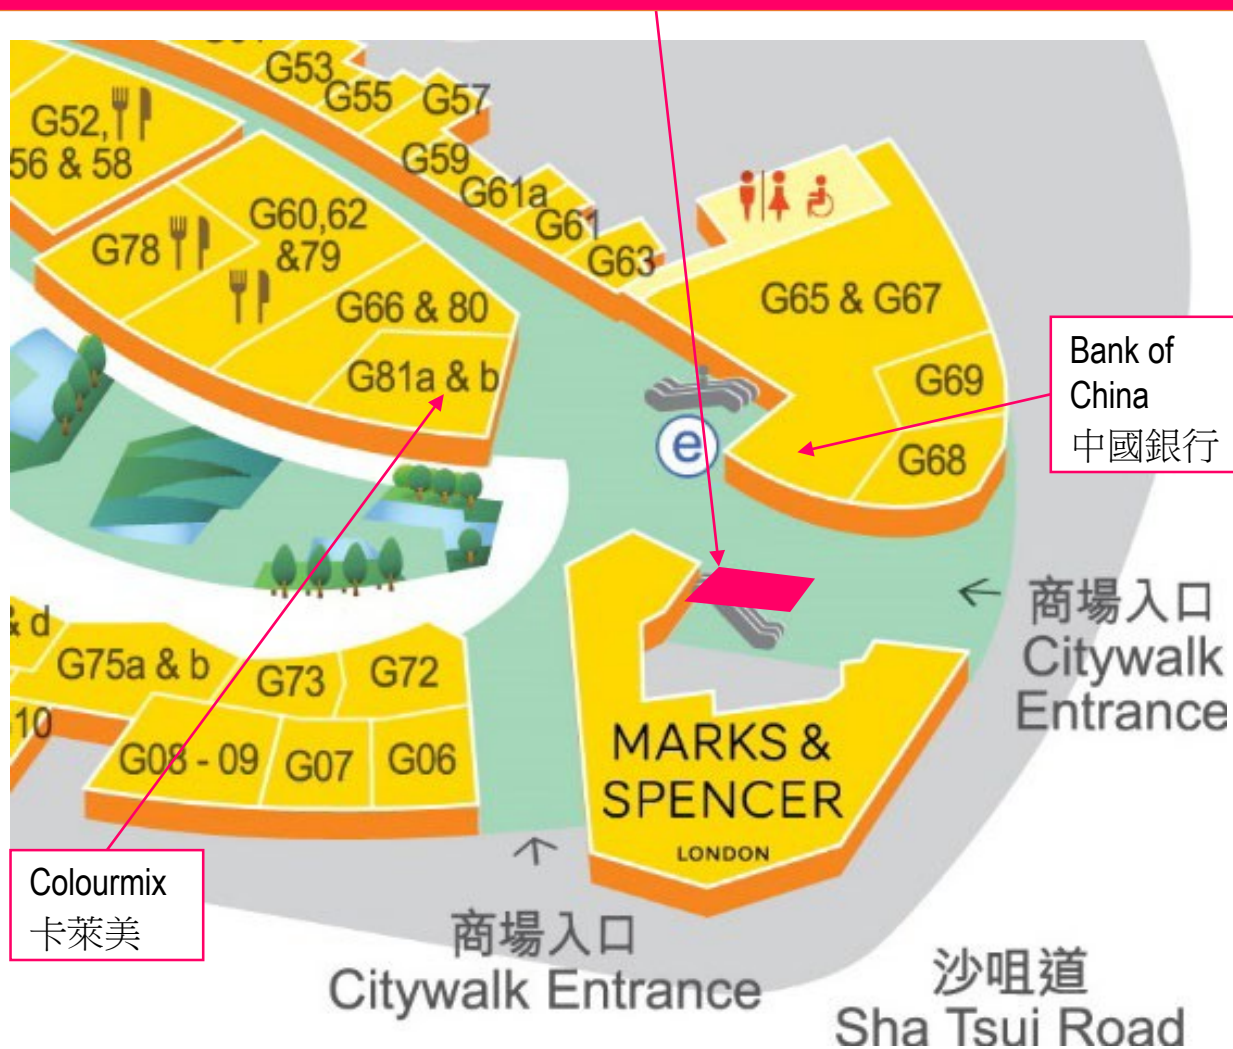 G53
G55
G57
G52,
56 & 58
G59
G61a
G61
G63
G60,62
&79
G78
G66 & 80
G81a & b
G65 & G67
G69
G68
Bank of
China
中國銀行
e
商場入口
Citywalk
Entrance
& d
G75a & b
G73
G72
10
G08 - 09
G07
G06
MARKS &
SPENCER
LONDON
Colourmix
卡萊美
商場入口
Citywalk Entrance
沙咀道
Sha Tsui Road